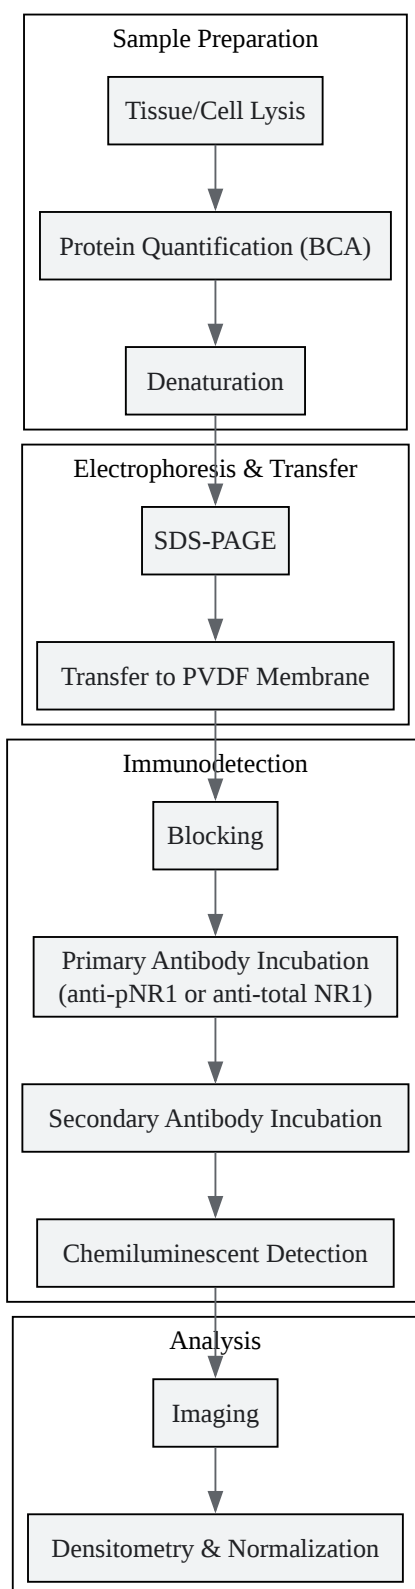 Sample Preparation
Tissue/Cell Lysis
Protein Quantification (BCA)
Denaturation
Electrophoresis & Transfer
SDS-PAGE
Transfer to PVDF Membrane
Immunodetection
Blocking
Primary Antibody Incubation
(anti-pNR1 or anti-total NR1)
Secondary Antibody Incubation
Chemiluminescent Detection
Analysis
Imaging
Densitometry & Normalization